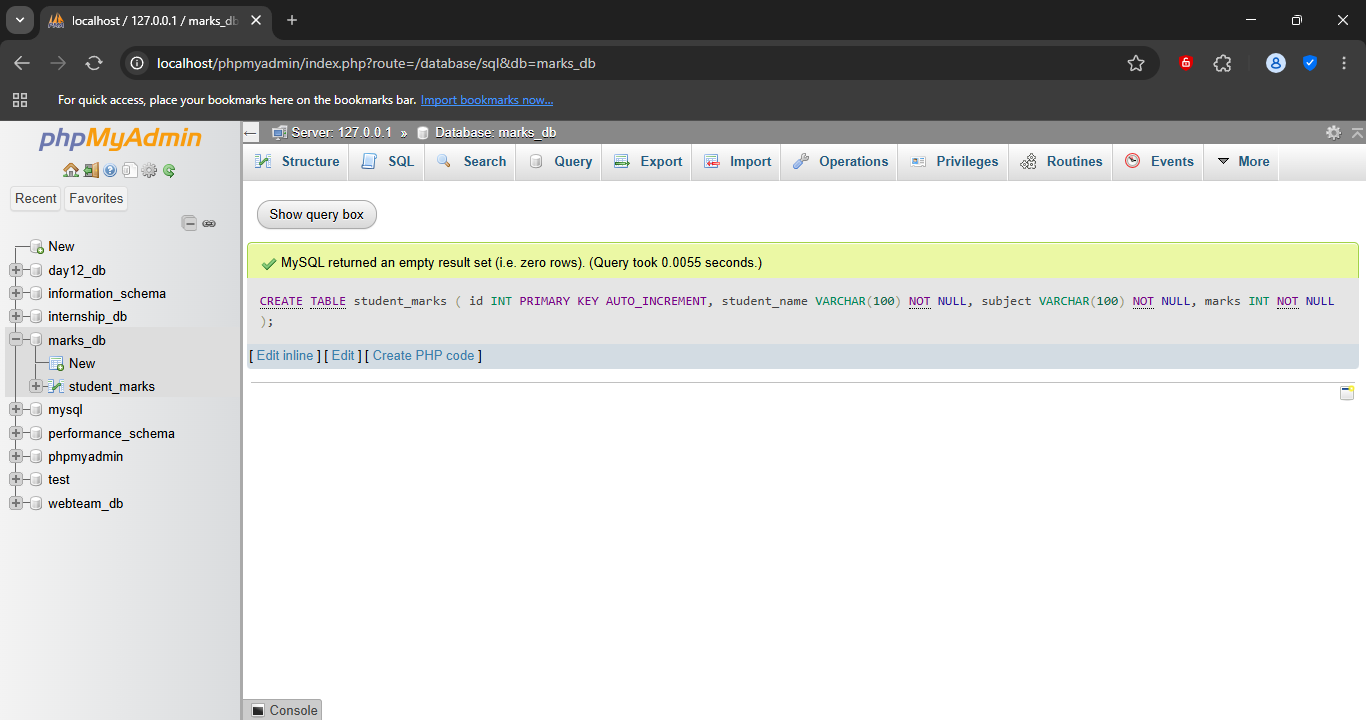 localhost / 127.0.0.1 / marks_db
localhost/phpmyadmin/index.php?route=/database/sql&db=marks_db
For quick access, place your bookmarks here on the bookmarks bar. Import bookmarks now...
phpMyAdmin
Recent Favorites
New
day12_db
information_schema
internship_db
marks_db
New
student_marks
mysql
performance_schema
phpmyadmin
test
webteam_db
Server: 127.0.0.1 » Database: marks_db
Structure SQL Search Query Export Import Operations Privileges Routines Events More
Show query box
MySQL returned an empty result set (i.e. zero rows). (Query took 0.0055 seconds.)
CREATE TABLE student_marks ( id INT PRIMARY KEY AUTO_INCREMENT, student_name VARCHAR(100) NOT NULL, subject VARCHAR(100) NOT NULL, marks INT NOT NULL
);
[ Edit inline ] [ Edit ] [ Create PHP code ]
Console